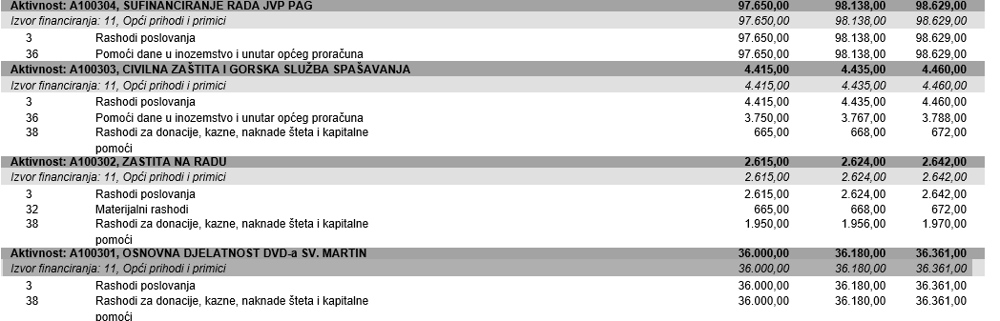 Aktivnost: A100304, SUFINANCIRANJE RADA JVP PAG 97.650,00 98.138,00 98.629,00
Izvor financiranja: 11, Opći prihodi i primici 97.650,00 98.138,00 98.629,00
3 Rashodi poslovanja 97.650,00 98.138,00 98.629,00
36 Pomoći dane u inozemstvo i unutar općeg proračuna 97.650,00 98.138,00 98.629,00
Aktivnost: A100303, CIVILNA ZAŠTITA I GORSKA SLUŽBA SPAŠAVANJA 4.415,00 4.435,00 4.460,00
Izvor financiranja: 11, Opći prihodi i primici 4.415,00 4.435,00 4.460,00
3 Rashodi poslovanja 4.415,00 4.435,00 4.460,00
36 Pomoći dane u inozemstvo i unutar općeg proračuna 3.750,00 3.767,00 3.788,00
38 Rashodi za donacije, kazne, naknade šteta i kapitalne 665,00 668,00 672,00
pomoći
Aktivnost: A100302, ZAŠTITA NA RADU 2.615,00 2.624,00 2.642,00
Izvor financiranja: 11, Opći prihodi i primici 2.615,00 2.624,00 2.642,00
3 Rashodi poslovanja 2.615,00 2.624,00 2.642,00
32 Materijalni rashodi 665,00 668,00 672,00
38 Rashodi za donacije, kazne, naknade šteta i kapitalne 1.950,00 1.956,00 1.970,00
pomoći
Aktivnost: A100301, OSNOVNA DJELATNOST DVD-a SV. MARTIN 36.000,00 36.180,00 36.361,00
Izvor financiranja: 11, Opći prihodi i primici 36.000,00 36.180,00 36.361,00
3 Rashodi poslovanja 36.000,00 36.180,00 36.361,00
38 Rashodi za donacije, kazne, naknade šteta i kapitalne 36.000,00 36.180,00 36.361,00
pomoći